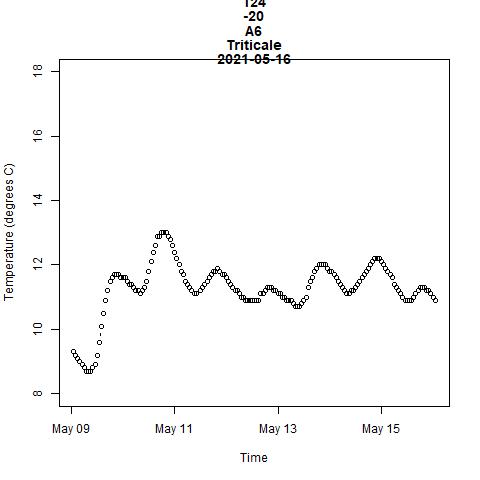 124
-20
A6
Triticale
2021-05-16
18
16
14
12
10
8
Temperature (degrees C)
May 09
May 11
May 13
May 15
Time